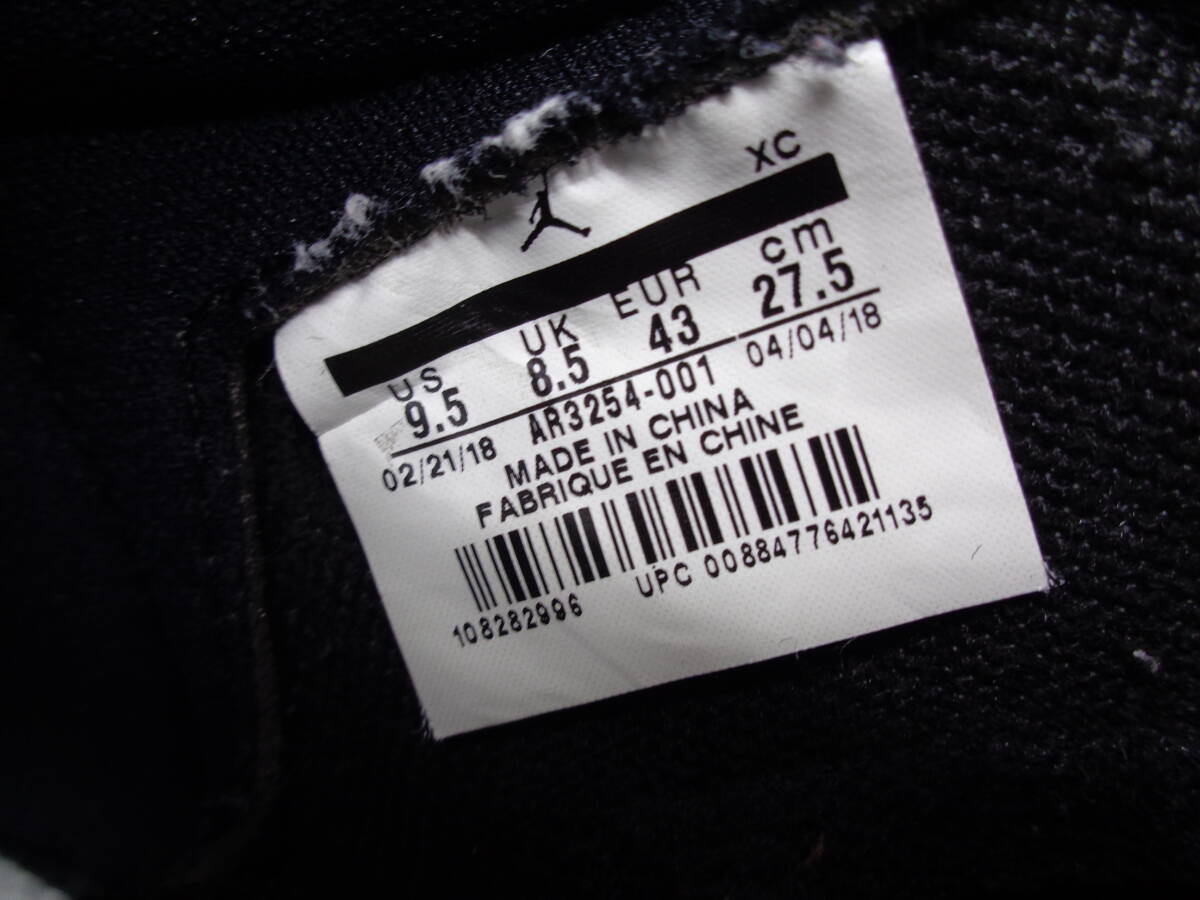 XC
US UK EUR cm
9.5 8.5 43 27.5
02/21/18 AR3254-001 04/04/18
MADE IN CHINA
FABRIQUE EN CHINE
108282996 UPC 00884776421135